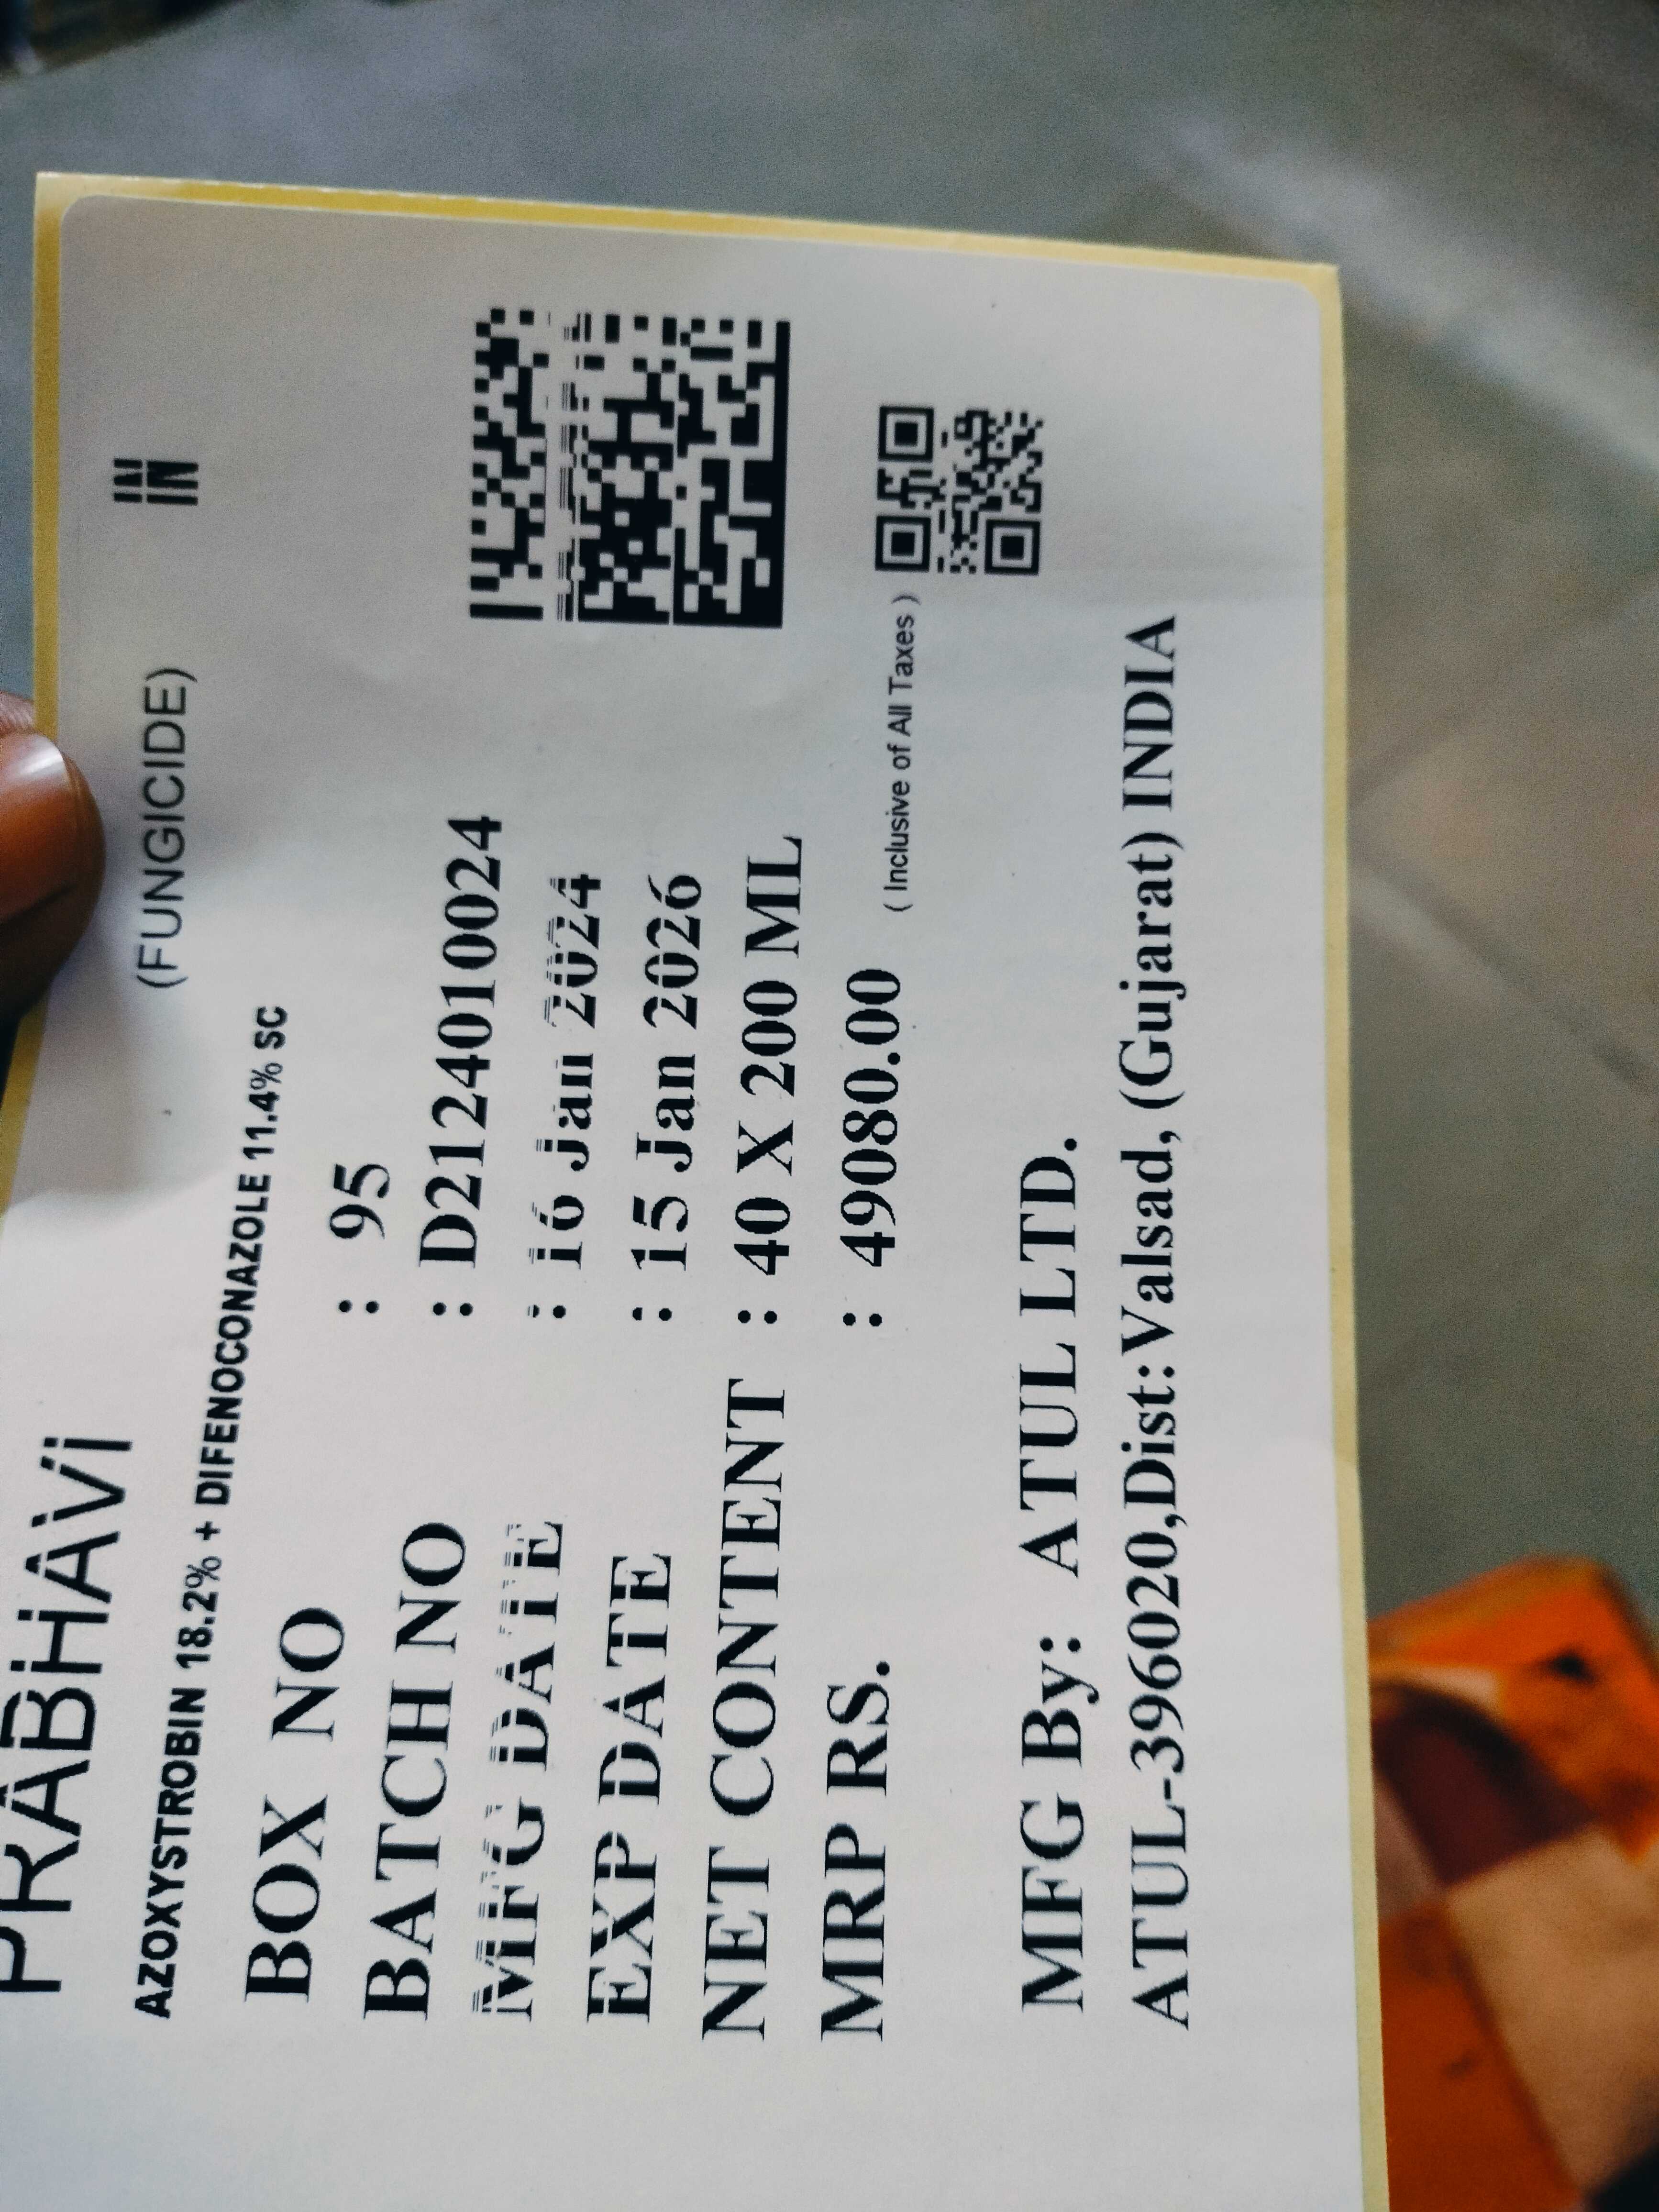 PRABHAVI (FUNGICIDE) IN
AZOXYSTROBIN 18.2% + DIFENOCONAZOLE 11.4% SC
BOX NO : 95
BATCH NO : D2124010024
MFG DATE : 16 Jan 2024
EXP DATE : 15 Jan 2026
NET CONTENT : 40 X 200 ML
MRP RS. : 49080.00 ( Inclusive of All Taxes )
MFG By: ATUL LTD.
ATUL-396020,Dist:Valsad, (Gujarat) INDIA